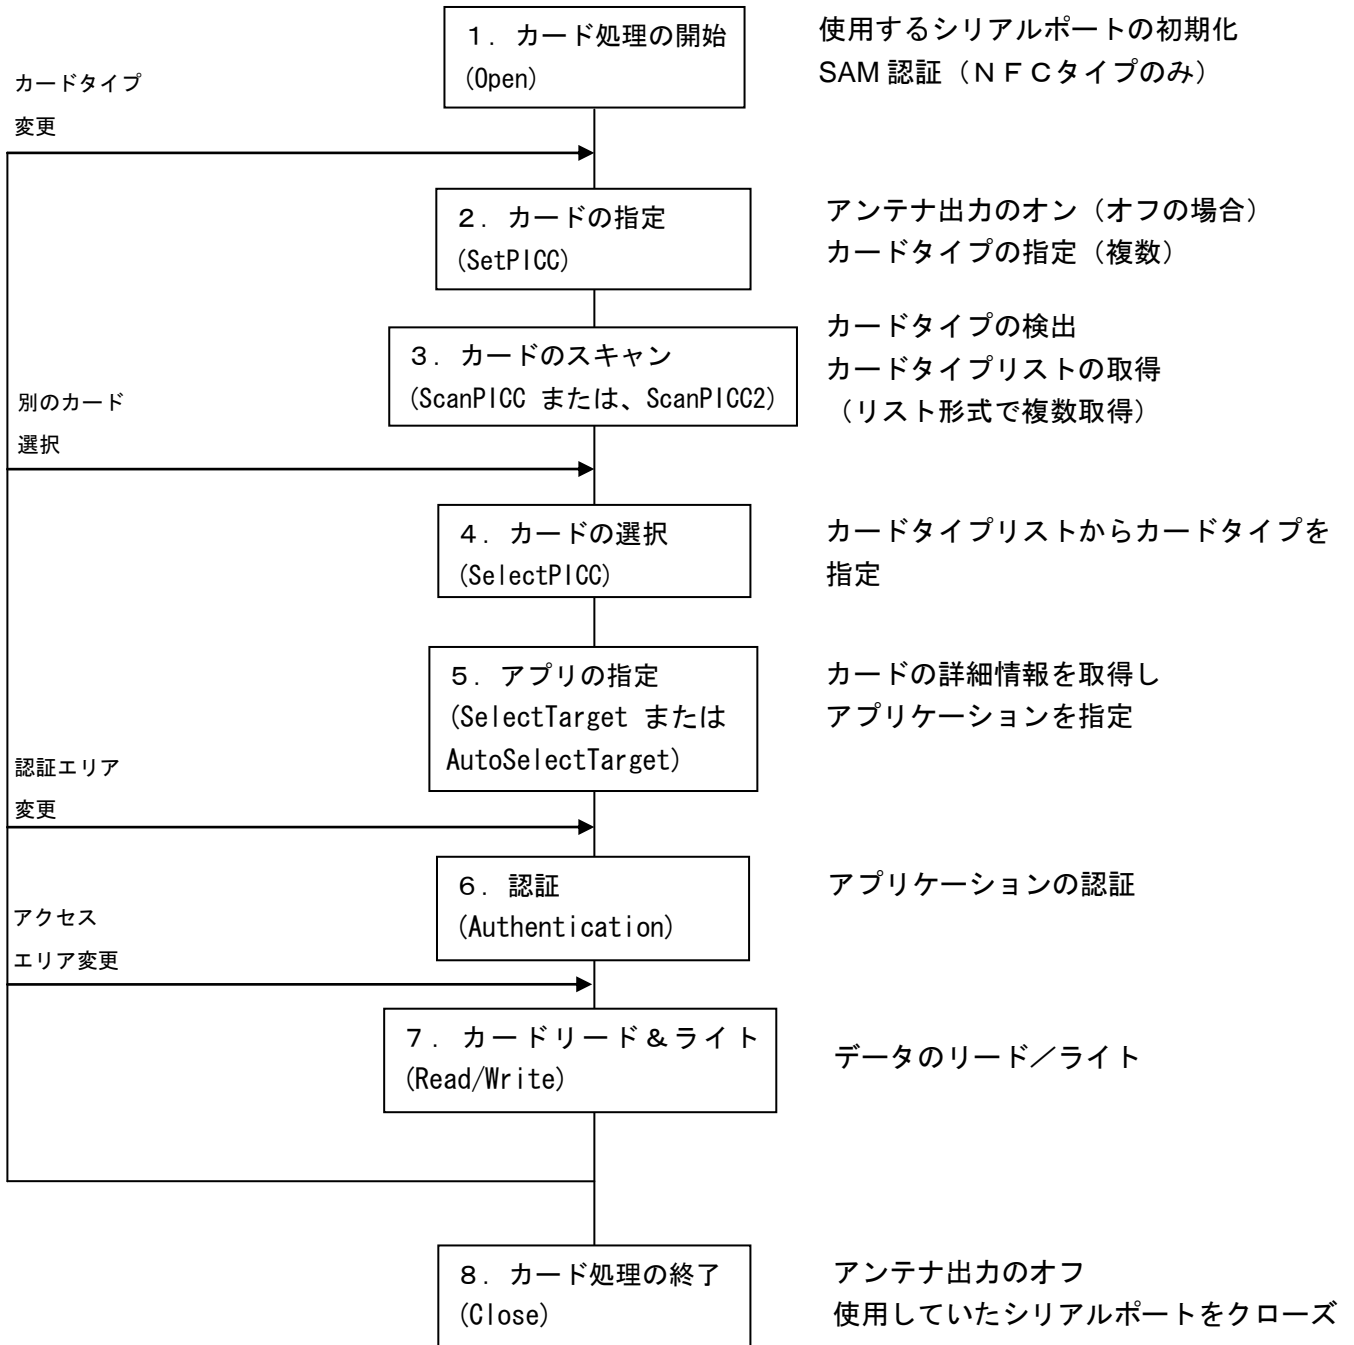 1. カード処理の開始
(Open)
使用するシリアルポートの初期化
SAM 認証（ＮＦＣタイプのみ）
カードタイプ
変更
2. カードの指定
(SetPICC)
アンテナ出力のオン（オフの場合）
カードタイプの指定（複数）
3. カードのスキャン
(ScanPICC または、ScanPICC2)
カードタイプの検出
カードタイプリストの取得
（リスト形式で複数取得）
別のカード
選択
4. カードの選択
(SelectPICC)
カードタイプリストからカードタイプを
指定
5. アプリの指定
(SelectTarget または
AutoSelectTarget)
カードの詳細情報を取得し
アプリケーションを指定
認証エリア
変更
6. 認証
(Authentication)
アプリケーションの認証
アクセス
エリア変更
7. カードリード＆ライト
(Read/Write)
データのリード／ライト
8. カード処理の終了
(Close)
アンテナ出力のオフ
使用していたシリアルポートをクローズ